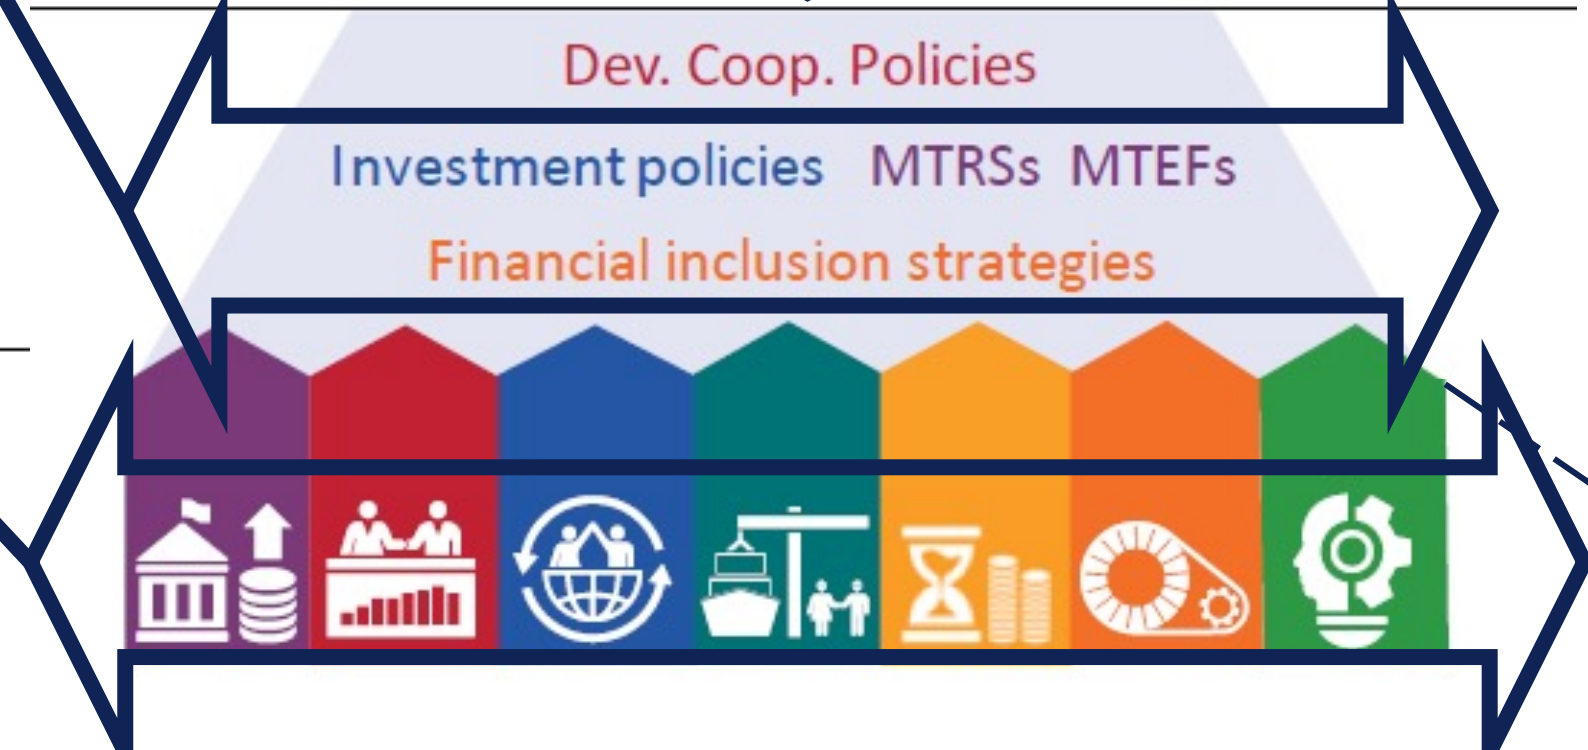 Dev. Coop. Policies
Investment policies MTRSs MTEFs
Financial inclusion strategies